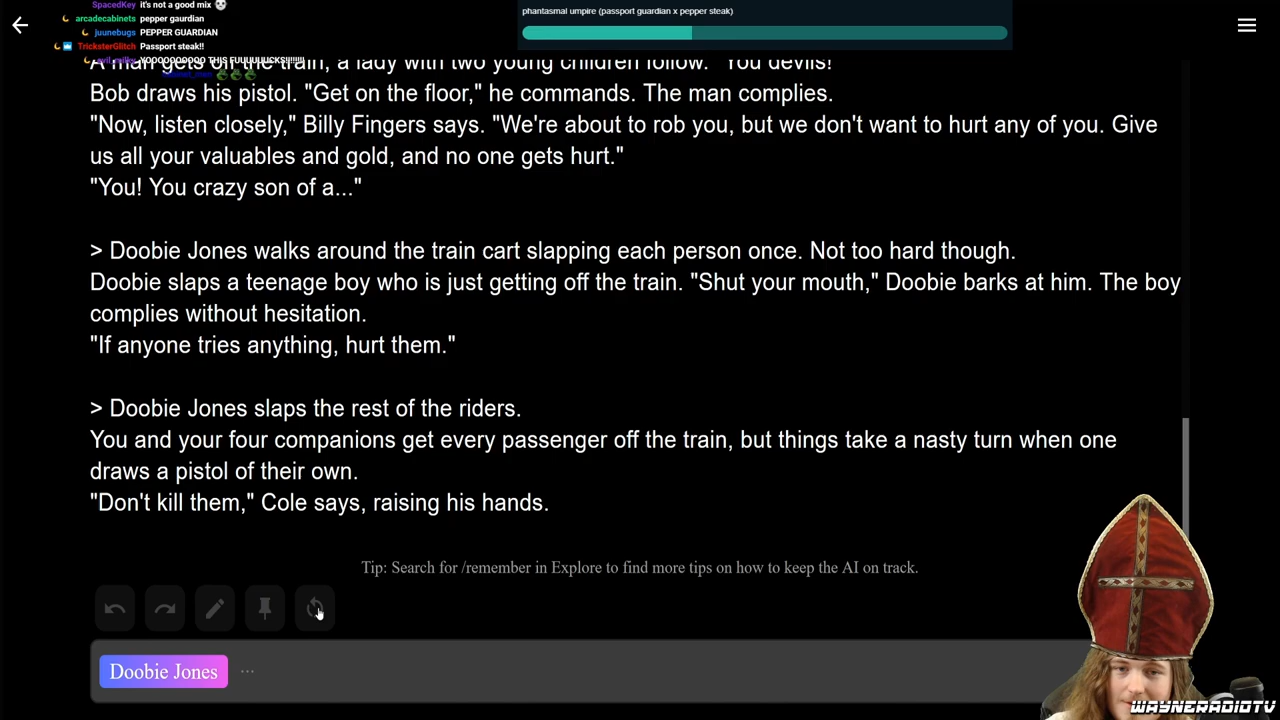 SpacedKey it's not a good mix
arcadecabinets pepper gaurdian
juunebugs PEPPER GUARDIAN
TricksterGlitch Passport steak!!
phantasmal umpire (passport guardian x pepper steak)
A man gets off the train, a lady with two young children follow. "You devils!
Bob draws his pistol. "Get on the floor," he commands. The man complies.
"Now, listen closely," Billy Fingers says. "We're about to rob you, but we don't want to hurt any of you. Give
us all your valuables and gold, and no one gets hurt."
"You! You crazy son of a..."
> Doobie Jones walks around the train cart slapping each person once. Not too hard though.
Doobie slaps a teenage boy who is just getting off the train. "Shut your mouth," Doobie barks at him. The boy
complies without hesitation.
"If anyone tries anything, hurt them."
> Doobie Jones slaps the rest of the riders.
You and your four companions get every passenger off the train, but things take a nasty turn when one
draws a pistol of their own.
"Don't kill them," Cole says, raising his hands.
Tip: Search for /remember in Explore to find more tips on how to keep the AI on track.
Doobie Jones ...
WAYNERADIOTV